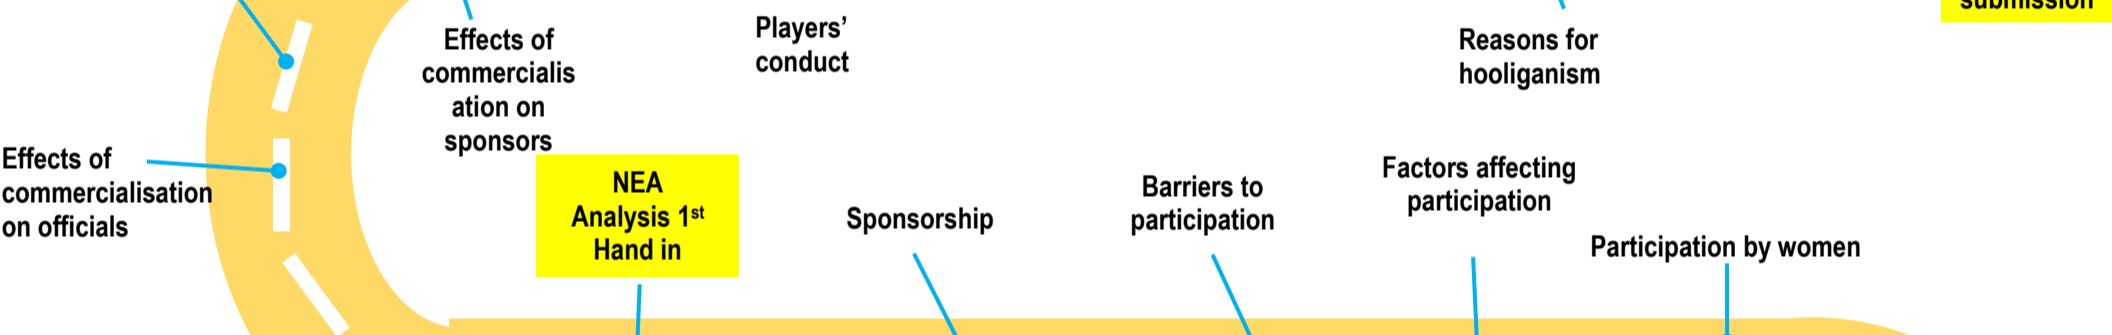 submission
Effects of
commercialis
ation on
sponsors
Players’
conduct
Reasons for
hooliganism
Effects of
commercialisation
on officials
NEA
Analysis 1st
Hand in
Sponsorship
Barriers to
participation
Factors affecting
participation
Participation by women